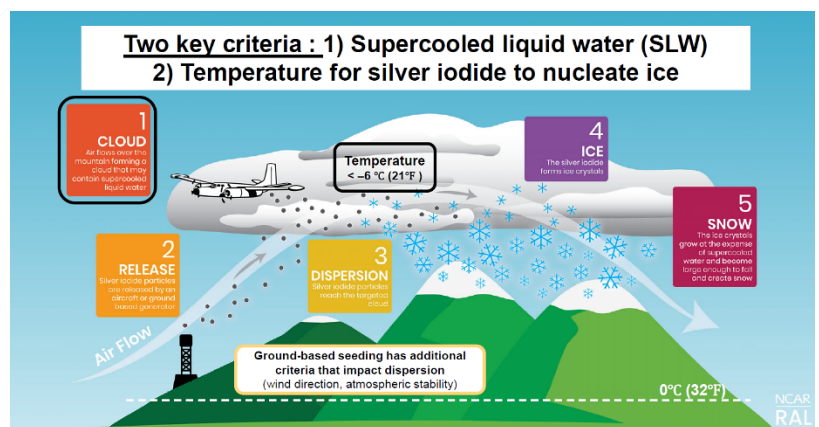 Two key criteria : 1) Supercooled liquid water (SLW)
2) Temperature for silver iodide to nucleate ice
1
CLOUD
Air flows over the
mountain forming a
cloud that may
contain supercooled
liquid water
2
RELEASE
Silver iodide particles
are released by an
aircraft or ground
based generator
3
DISPERSION
Silver iodide particles
reach the targeted
cloud
Temperature
< –6 °C (21°F )
4
ICE
The silver iodide
forms ice crystals
5
SNOW
The ice crystals
grow at the expense
of supercooled
water and become
large enough to fall
and create snow
Air Flow
Ground-based seeding has additional
criteria that impact dispersion
(wind direction, atmospheric stability)
0°C (32°F)
NCAR
RAL